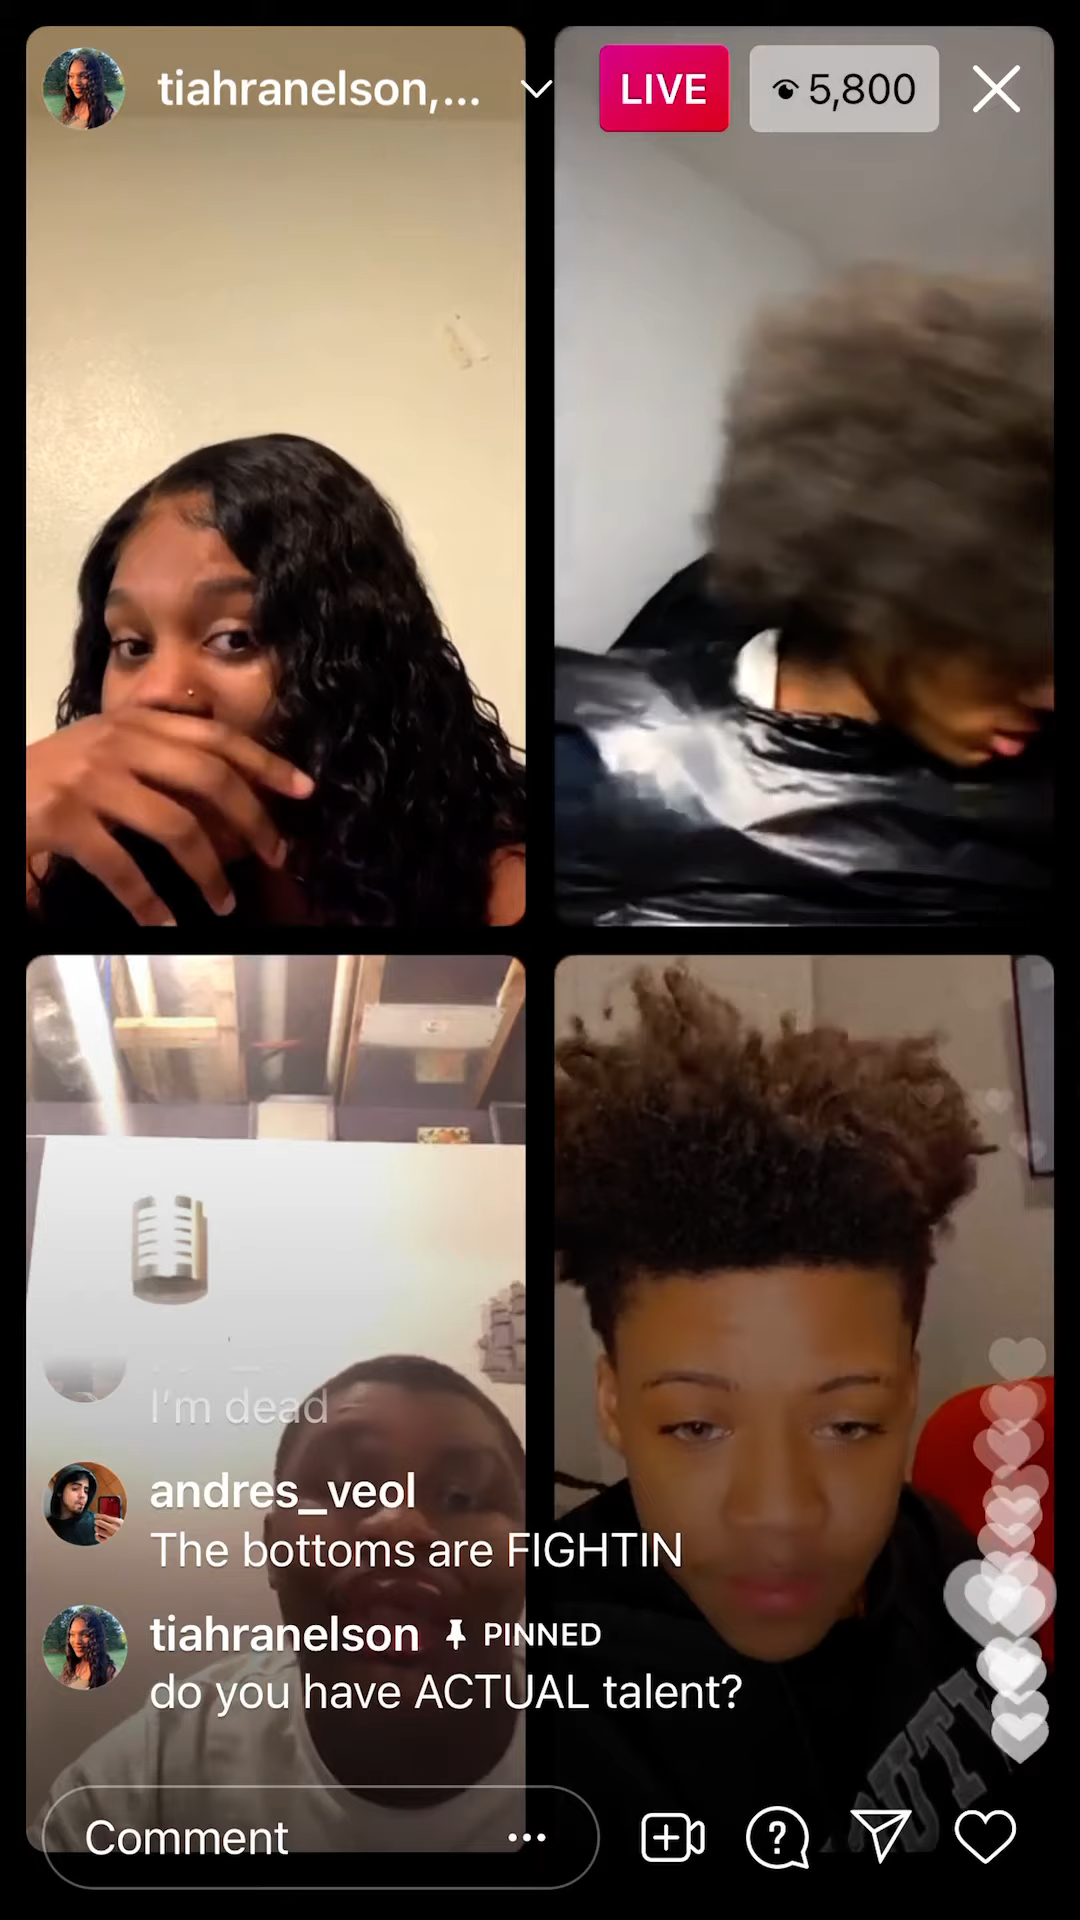 tiahranelson,...
LIVE
5,800
I'm dead
andres_veol
The bottoms are FIGHTIN
tiahranelson PINNED
do you have ACTUAL talent?
Comment